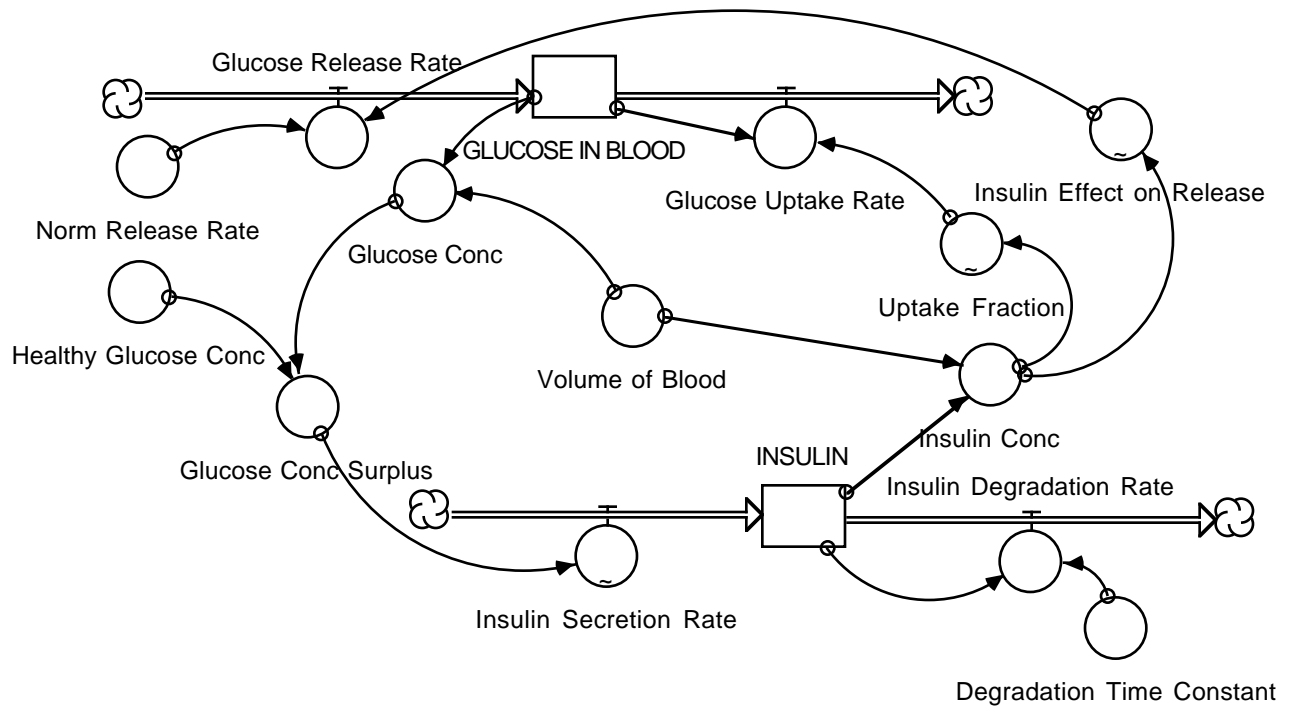 Glucose Release Rate
GLUCOSE IN BLOOD
Glucose Uptake Rate
Insulin Effect on Release
Norm Release Rate
Glucose Conc
Uptake Fraction
Healthy Glucose Conc
Volume of Blood
Insulin Conc
Glucose Conc Surplus
INSULIN
Insulin Degradation Rate
Insulin Secretion Rate
Degradation Time Constant
~
~
~